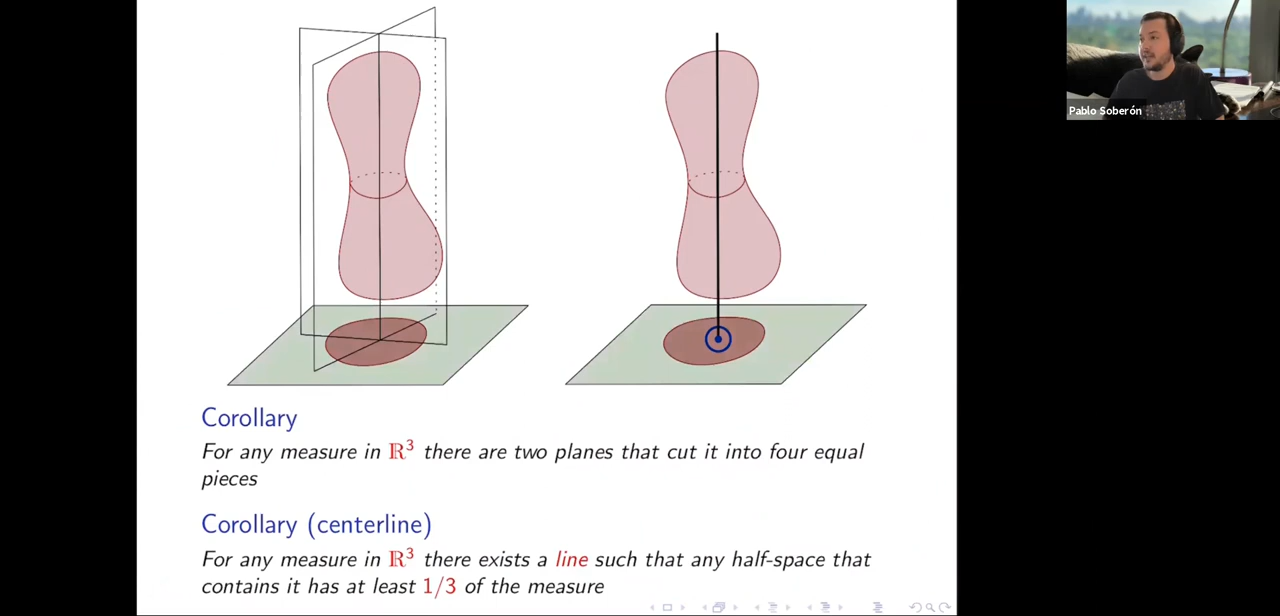 Pablo Soberón
Corollary
For any measure in ℝ³ there are two planes that cut it into four equal
pieces
Corollary (centerline)
For any measure in ℝ³ there exists a line such that any half-space that
contains it has at least 1/3 of the measure